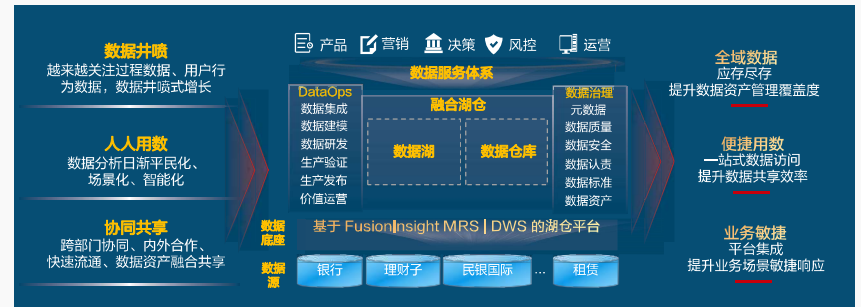 数据井喷
越来越关注过程数据、用户行
为数据，数据井喷式增长
人人用数
数据分析日渐平民化、
场景化、智能化
协同共享
跨部门协同、内外合作、
快速流通、数据资产融合共享
产品 营销 决策 风控 运营
数据服务体系
DataOps
数据集成
数据建模
数据研发
生产验证
生产发布
价值运营
融合湖仓
数据湖 数据仓库
数据治理
元数据
数据质量
数据安全
数据认责
数据标准
数据资产
数据
底座
基于 FusionInsight MRS | DWS 的湖仓平台
数据
源
银行 理财子 民银国际 ... 租赁
全域数据
应存尽存
提升数据资产管理覆盖度
便捷用数
一站式数据访问
提升数据共享效率
业务敏捷
平台集成
提升业务场景敏捷响应